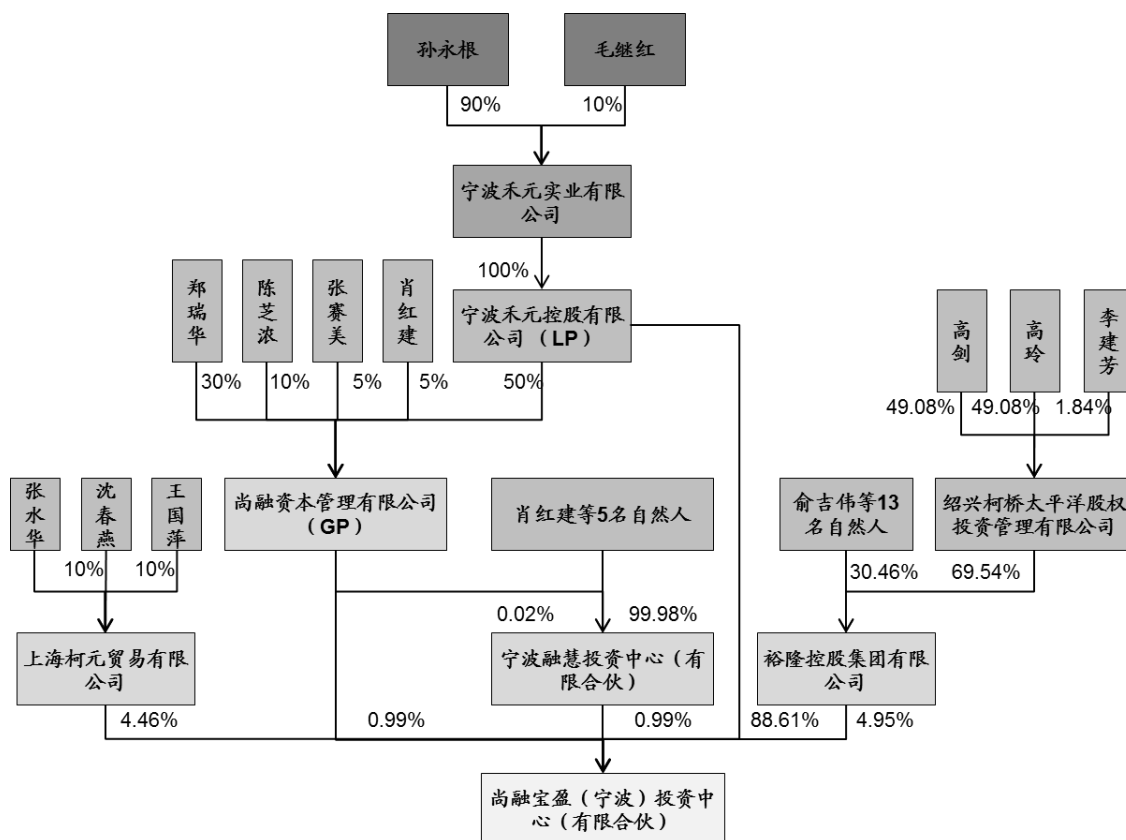 孙永根
毛继红
90%
10%
宁波禾元实业有限
公司
100%
郑瑞华
陈芝浓
张赛美
肖红建
宁波禾元控股有限
公司（LP）
高剑
高玲
李建芳
30%
10%
5%
5%
50%
49.08%
49.08%
1.84%
张水华
沈春燕
王国萍
尚融资本管理有限公司
（GP）
肖红建等5名自然人
俞吉伟等13
名自然人
绍兴柯桥太平洋股权
投资管理有限公司
10%
10%
30.46%
69.54%
0.02%
99.98%
上海柯元贸易有限
公司
宁波融慧投资中心（有
限合伙）
裕隆控股集团有限
公司
4.46%
0.99%
0.99%
88.61%
4.95%
尚融宝盈（宁波）投资中
心（有限合伙）